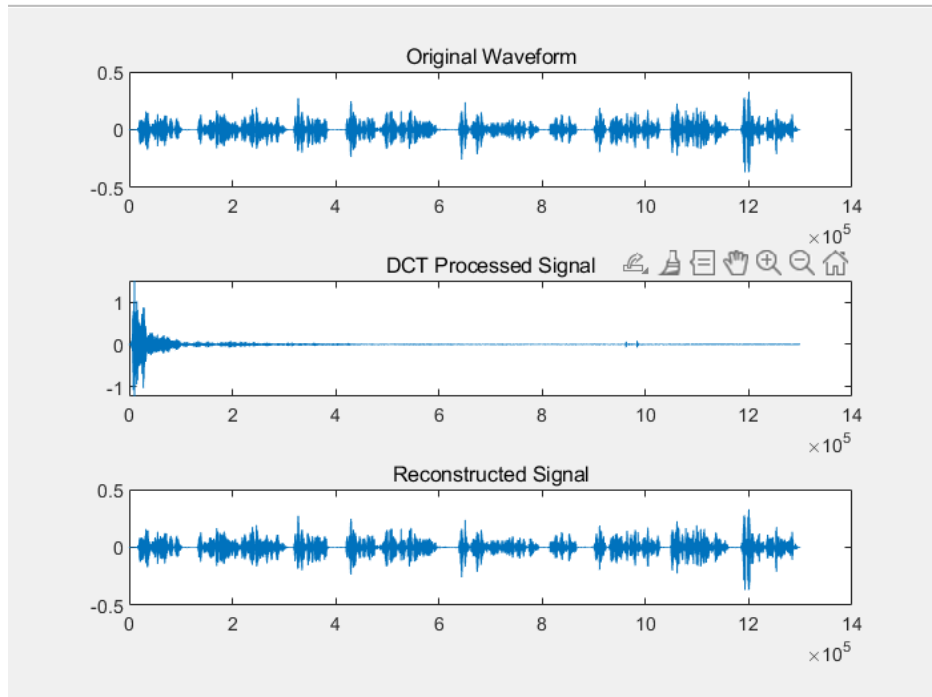 Original Waveform
0.5
0
-0.5
0 2 4 6 8 10 12 14
×10^5
DCT Processed Signal
1
0
-1
0 2 4 6 8 10 12 14
×10^5
Reconstructed Signal
0.5
0
-0.5
0 2 4 6 8 10 12 14
×10^5